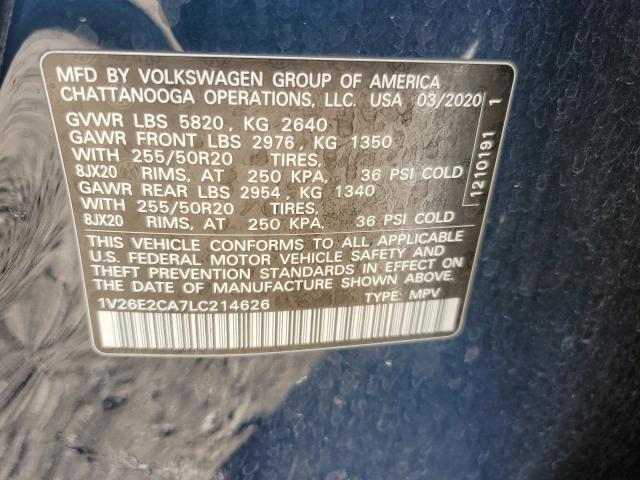 MFD BY VOLKSWAGEN GROUP OF AMERICA
CHATTANOOGA OPERATIONS, LLC. USA 03/2020
GVWR LBS 5820, KG 2640
GAWR FRONT LBS 2976, KG 1350
WITH 255/50R20 TIRES,
8JX20 RIMS, AT 250 KPA, 36 PSI COLD
GAWR REAR LBS 2954, KG 1340
WITH 255/50R20 TIRES,
8JX20 RIMS, AT 250 KPA, 36 PSI COLD
THIS VEHICLE CONFORMS TO ALL APPLICABLE
U.S. FEDERAL MOTOR VEHICLE SAFETY AND
THEFT PREVENTION STANDARDS IN EFFECT ON
THE DATE OF MANUFACTURE SHOWN ABOVE.
1V26E2CA7LC214626 TYPE: MPV
1210191 1